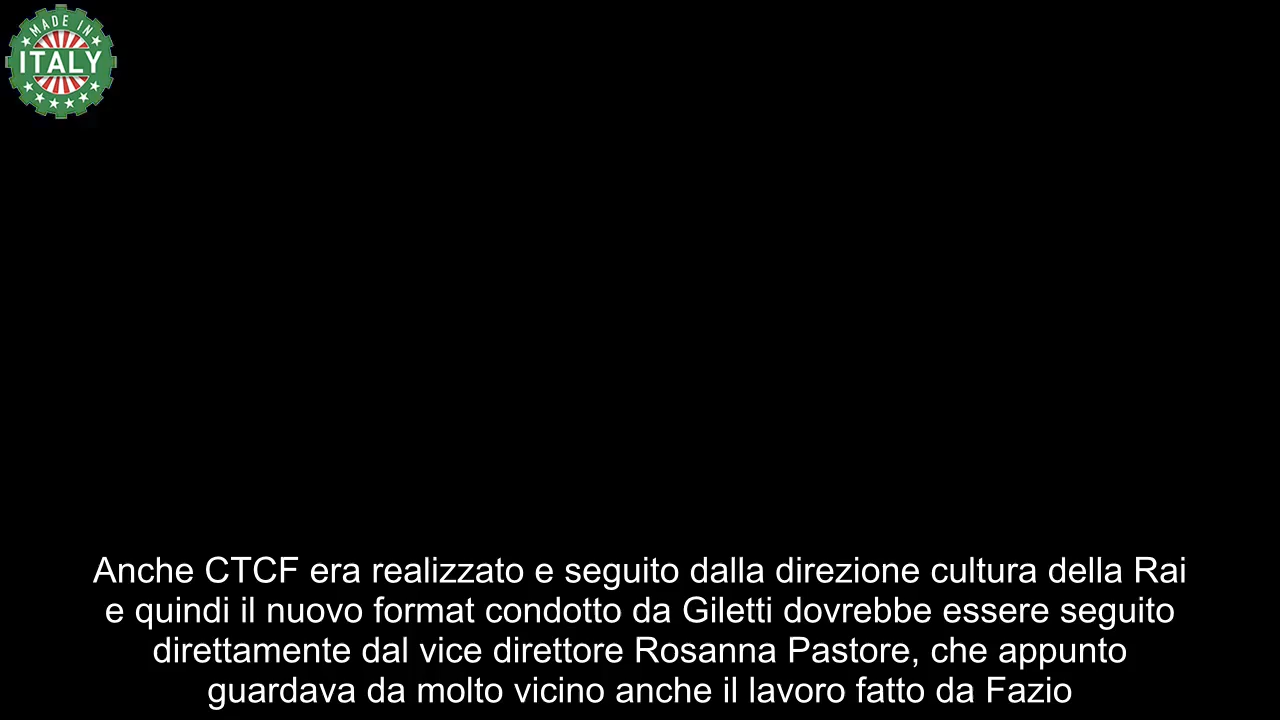 MADE IN
ITALY
Anche CTCF era realizzato e seguito dalla direzione cultura della Rai
e quindi il nuovo format condotto da Giletti dovrebbe essere seguito
direttamente dal vice direttore Rosanna Pastore, che appunto
guardava da molto vicino anche il lavoro fatto da Fazio